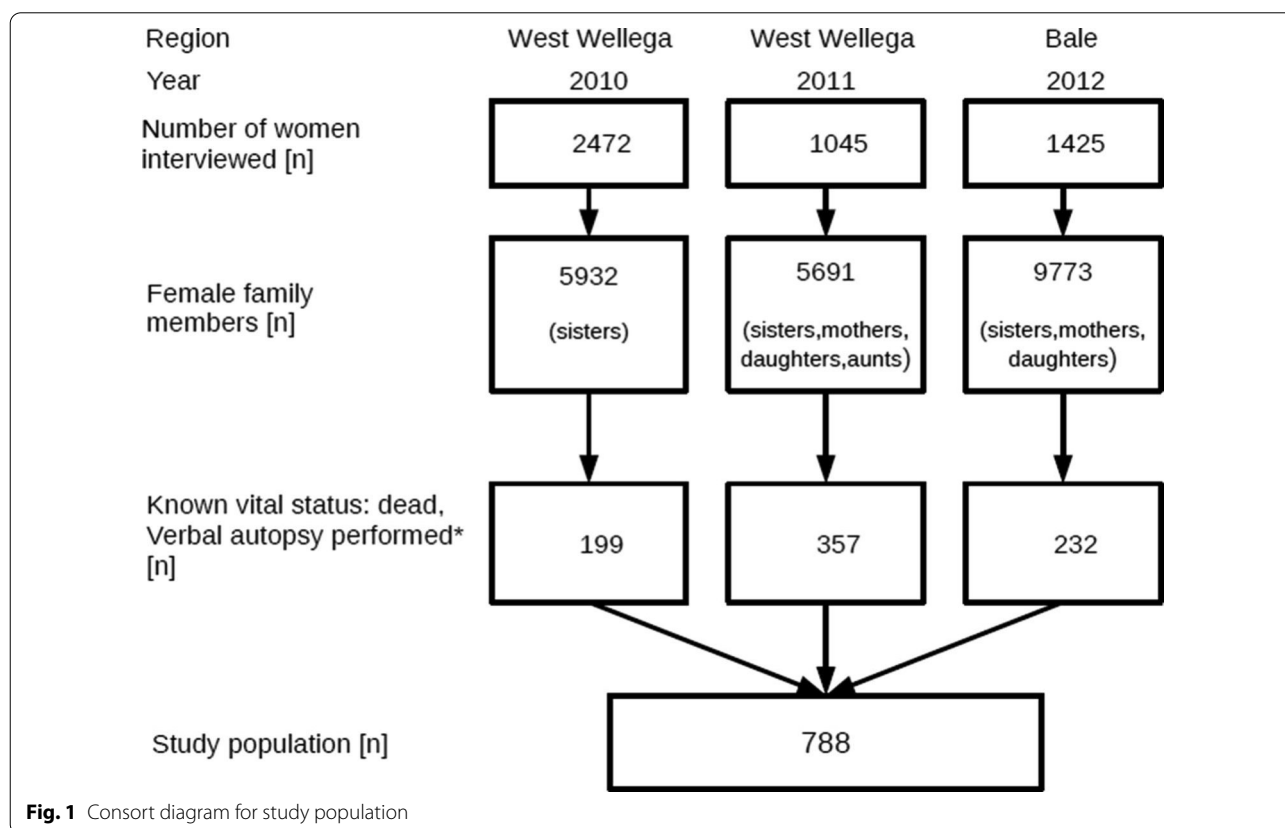 Region West Wellega West Wellega Bale
Year 2010 2011 2012
Number of women
interviewed [n]
2472 1045 1425
Female family
members [n]
5932
(sisters)
5691
(sisters,mothers,
daughters,aunts)
9773
(sisters,mothers,
daughters)
Known vital status: dead,
Verbal autopsy performed*
[n]
199 357 232
Study population [n] 788
Fig. 1 Consort diagram for study population